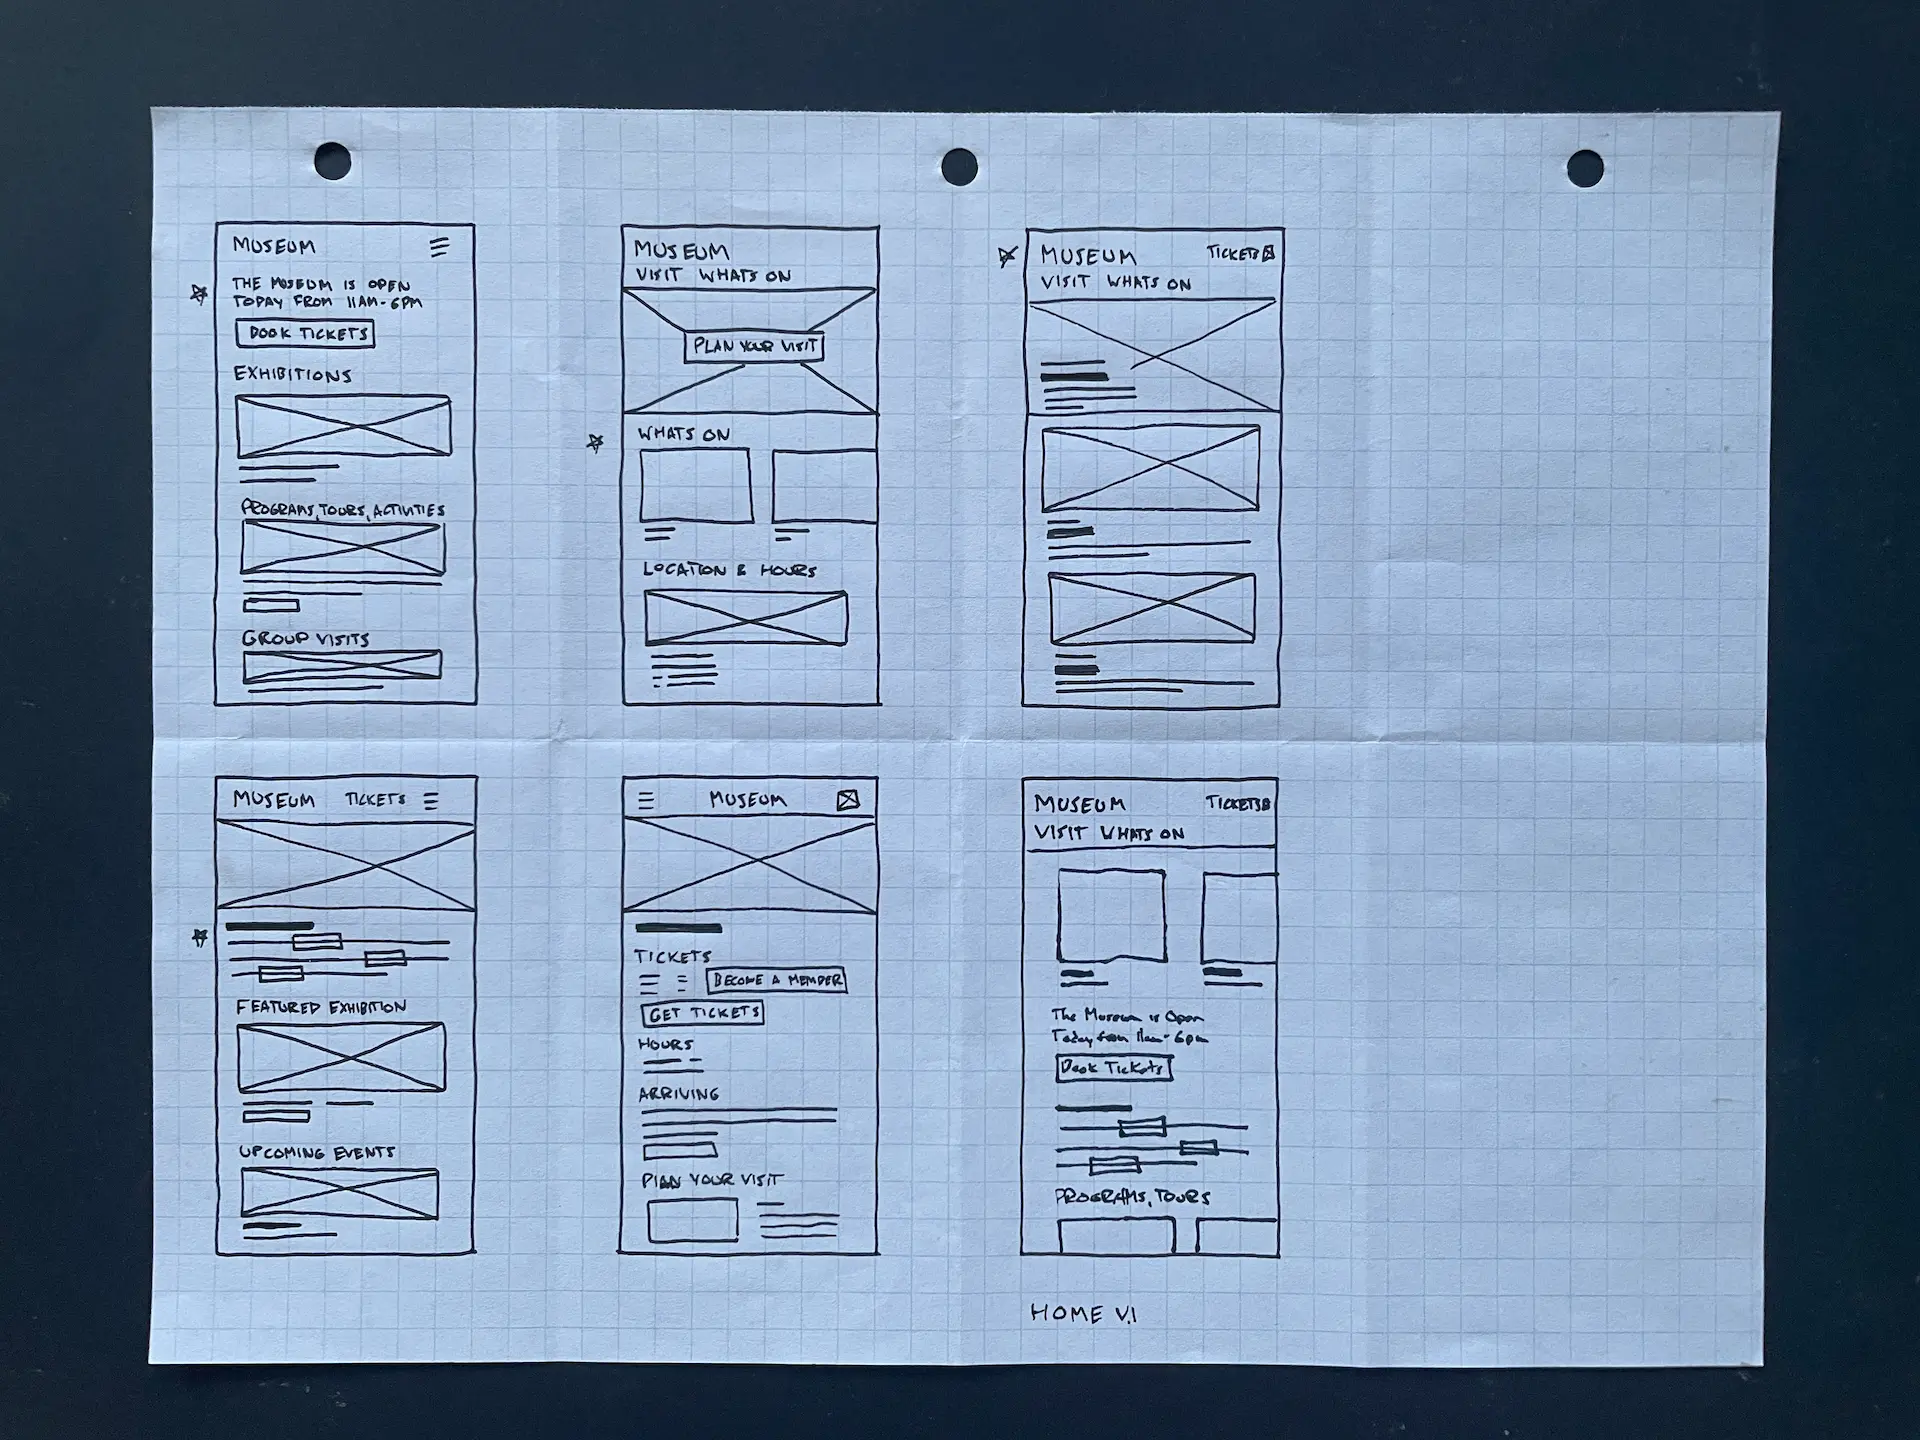 MUSEUM
THE MUSEUM IS OPEN
TODAY FROM 11AM-6PM
BOOK TICKETS
EXHIBITIONS
PROGRAMS, TOURS, ACTIVITIES
GROUP VISITS
MUSEUM
VISIT WHATS ON
PLAN YOUR VISIT
WHATS ON
LOCATION & HOURS
MUSEUM TICKETS
VISIT WHATS ON
MUSEUM TICKETS
FEATURED EXHIBITION
UPCOMING EVENTS
MUSEUM
TICKETS
BECOME A MEMBER
GET TICKETS
HOURS
ARRIVING
PLAN YOUR VISIT
MUSEUM TICKETS
VISIT WHATS ON
The Museum is Open
Today from 11am-6pm
Book Tickets
PROGRAMS, TOURS
HOME V.1